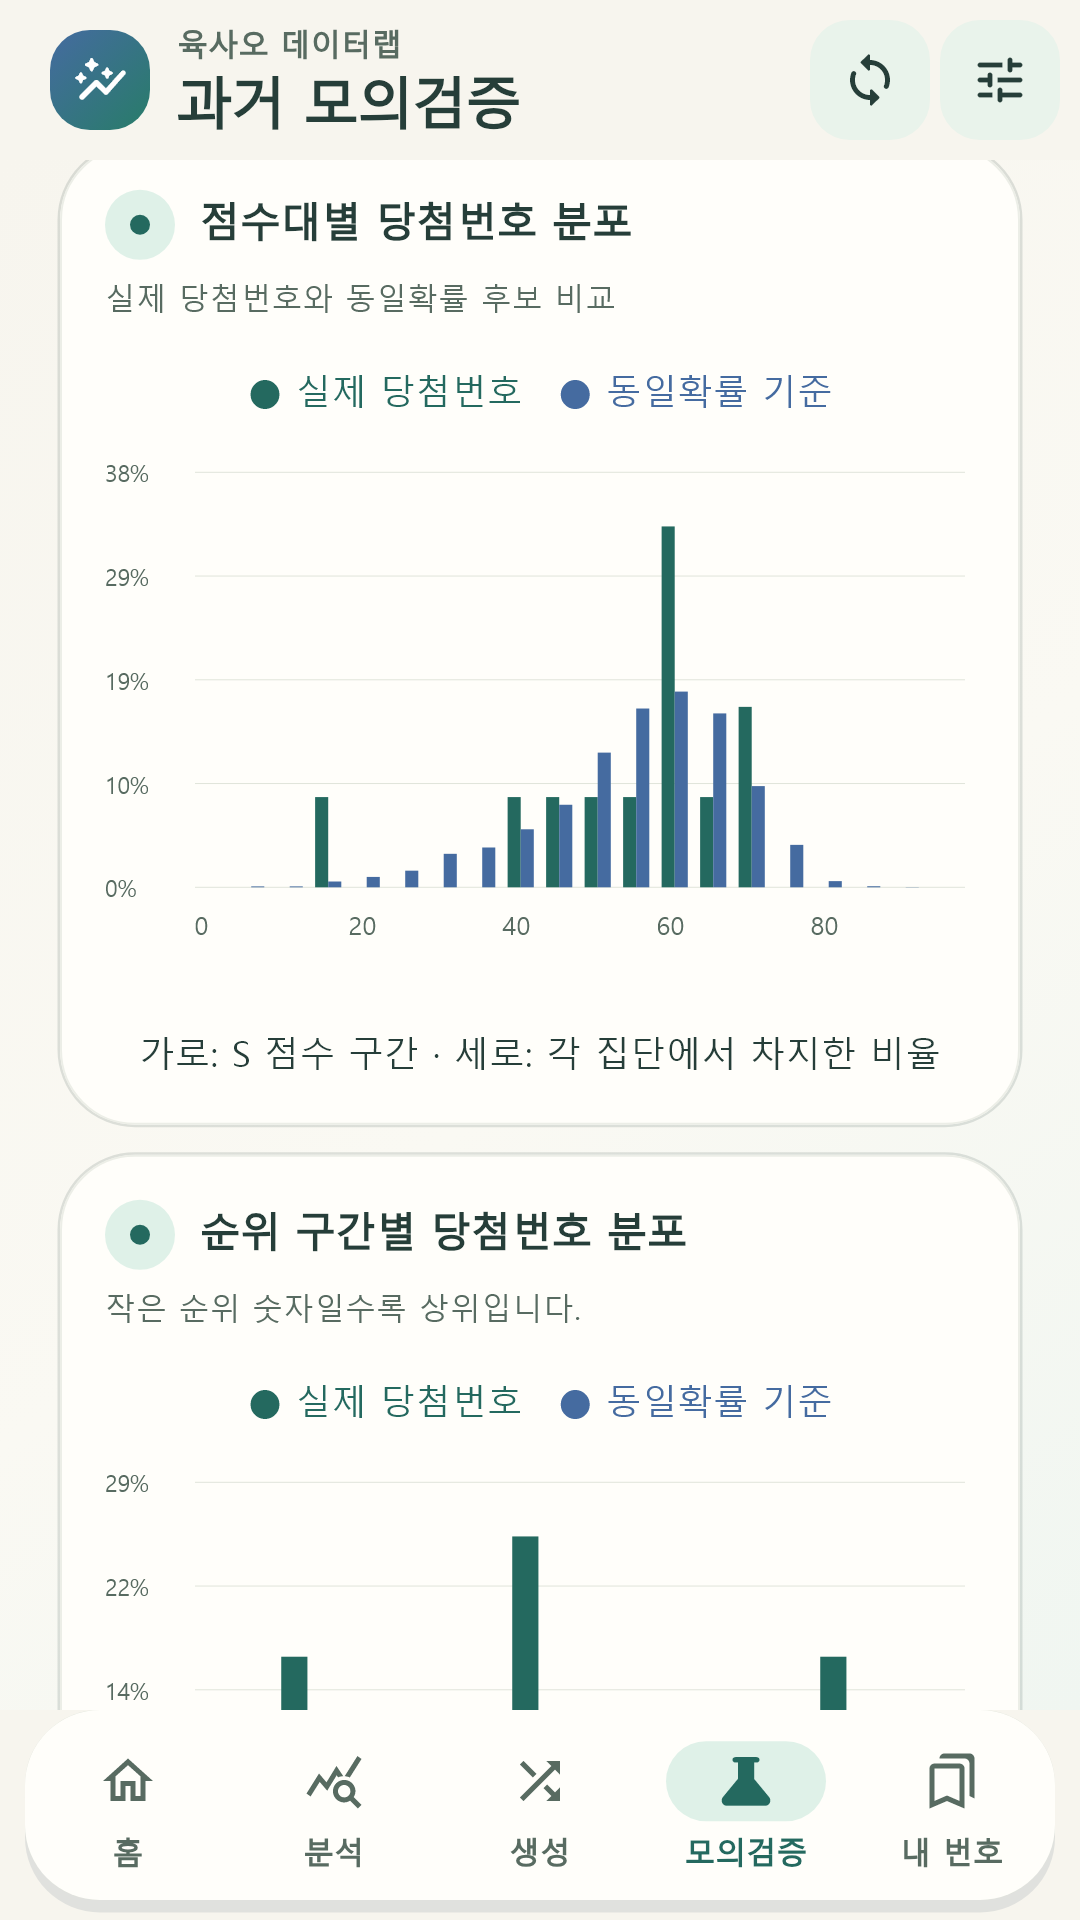 육사오 데이터랩
과거 모의검증
점수대별 당첨번호 분포
실제 당첨번호와 동일확률 후보 비교
실제 당첨번호 동일확률 기준
38%
29%
19%
10%
0%
0 20 40 60 80
가로: S 점수 구간 · 세로: 각 집단에서 차지한 비율
순위 구간별 당첨번호 분포
작은 순위 숫자일수록 상위입니다.
실제 당첨번호 동일확률 기준
29%
22%
14%
홈 분석 생성 모의검증 내 번호